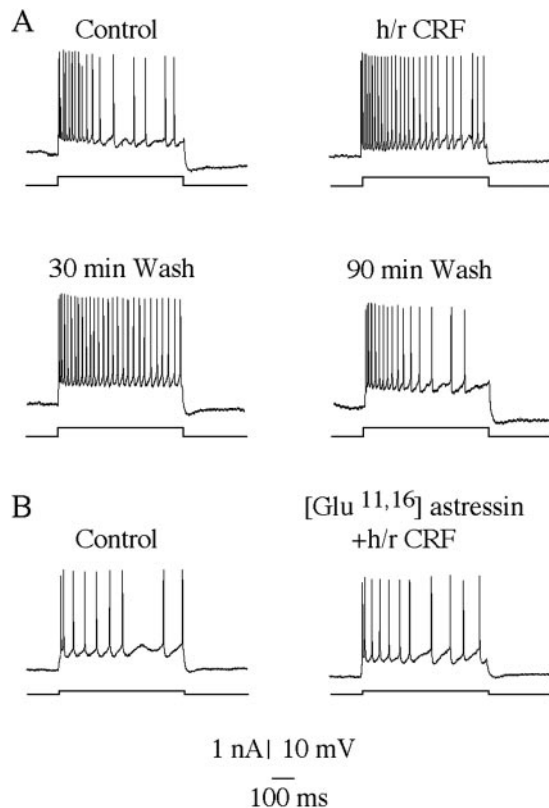 A
Control
h/r CRF
30 min Wash
90 min Wash
B
Control
[Glu 11,16] astressin
+h/r CRF
1 nA| 10 mV
100 ms